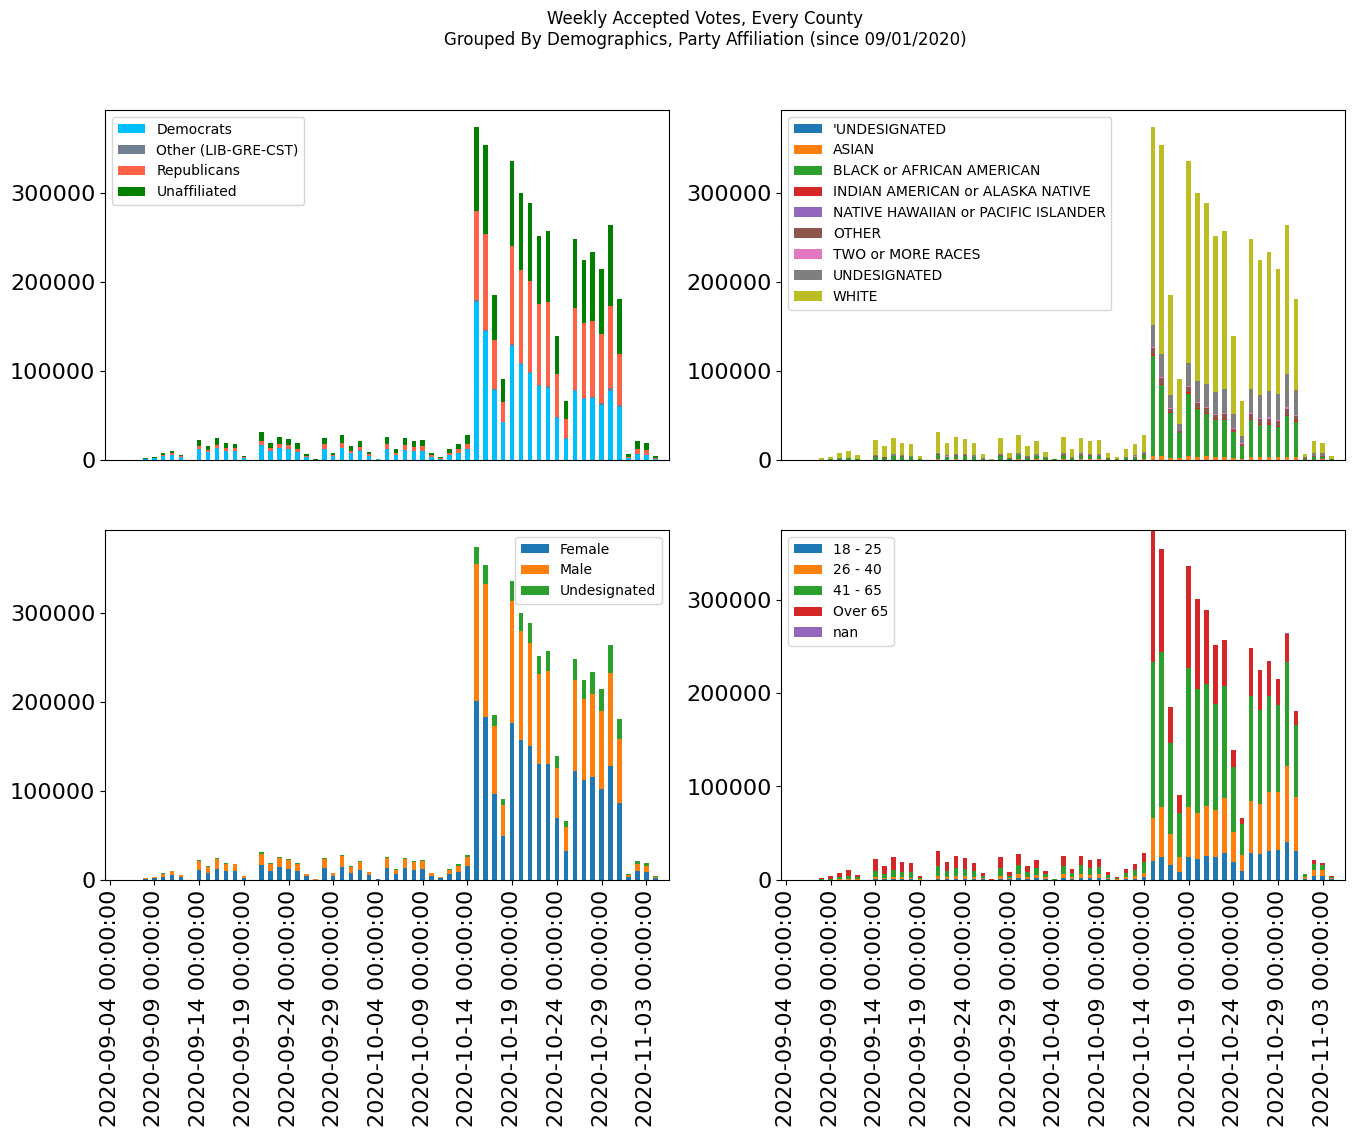 Weekly Accepted Votes, Every County
Grouped By Demographics, Party Affiliation (since 09/01/2020)
Democrats
Other (LIB-GRE-CST)
Republicans
Unaffiliated
300000
200000
100000
0
'UNDESIGNATED
ASIAN
BLACK or AFRICAN AMERICAN
INDIAN AMERICAN or ALASKA NATIVE
NATIVE HAWAIIAN or PACIFIC ISLANDER
OTHER
TWO or MORE RACES
UNDESIGNATED
WHITE
300000
200000
100000
0
Female
Male
Undesignated
300000
200000
100000
0
2020-09-04 00:00:00
2020-09-09 00:00:00
2020-09-14 00:00:00
2020-09-19 00:00:00
2020-09-24 00:00:00
2020-09-29 00:00:00
2020-10-04 00:00:00
2020-10-09 00:00:00
2020-10-14 00:00:00
2020-10-19 00:00:00
2020-10-24 00:00:00
2020-10-29 00:00:00
2020-11-03 00:00:00
18 - 25
26 - 40
41 - 65
Over 65
nan
300000
200000
100000
0
2020-09-04 00:00:00
2020-09-09 00:00:00
2020-09-14 00:00:00
2020-09-19 00:00:00
2020-09-24 00:00:00
2020-09-29 00:00:00
2020-10-04 00:00:00
2020-10-09 00:00:00
2020-10-14 00:00:00
2020-10-19 00:00:00
2020-10-24 00:00:00
2020-10-29 00:00:00
2020-11-03 00:00:00